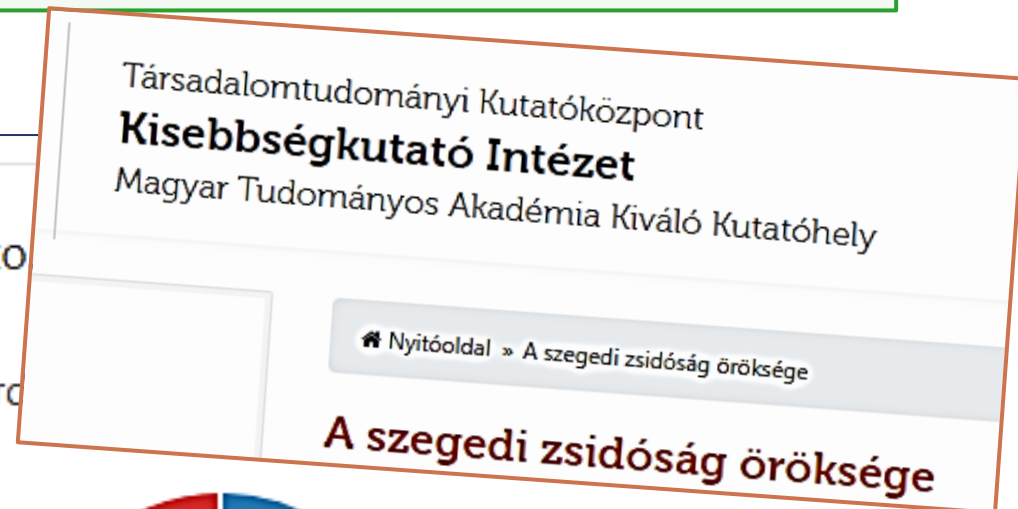 Társadalomtudományi Kutatóközpont
Kisebbségkutató Intézet
Magyar Tudományos Akadémia Kiváló Kutatóhely
Nyitóoldal » A szegedi zsidóság öröksége
A szegedi zsidóság öröksége